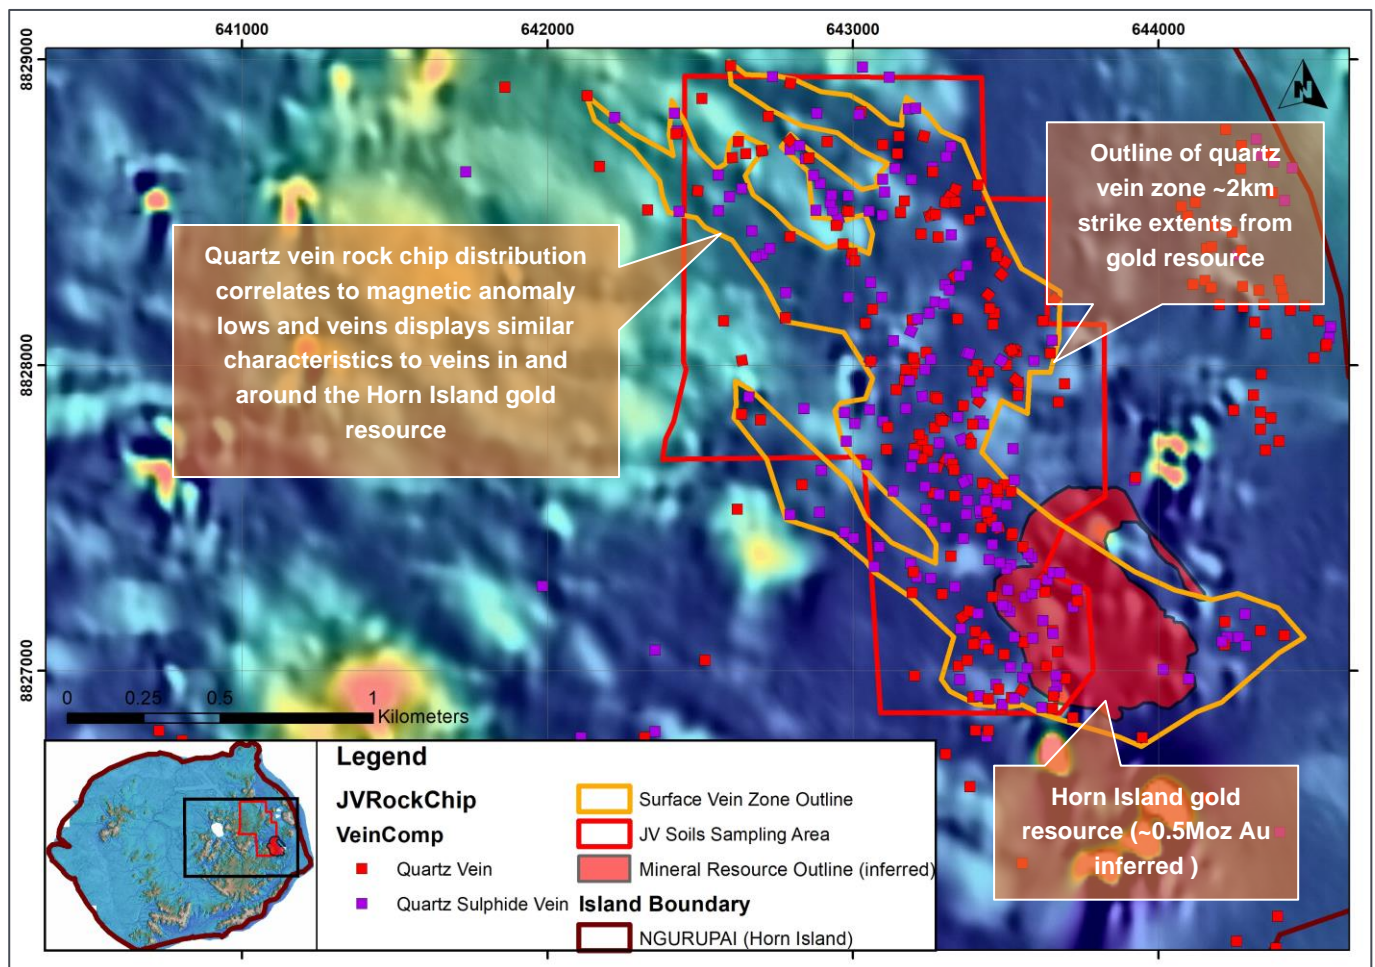 641000
642000
643000
644000
8829000
8828000
8827000
N
Outline of quartz
vein zone ~2km
strike extents from
gold resource
Quartz vein rock chip distribution
correlates to magnetic anomaly
lows and veins displays similar
characteristics to veins in and
around the Horn Island gold
resource
0 0.25 0.5 1
Kilometers
Horn Island gold
resource (~0.5Moz Au
inferred )
Legend
JVRockChip
VeinComp
Quartz Vein
Quartz Sulphide Vein
Surface Vein Zone Outline
JV Soils Sampling Area
Mineral Resource Outline (inferred)
Island Boundary
NGURUPAI (Horn Island)